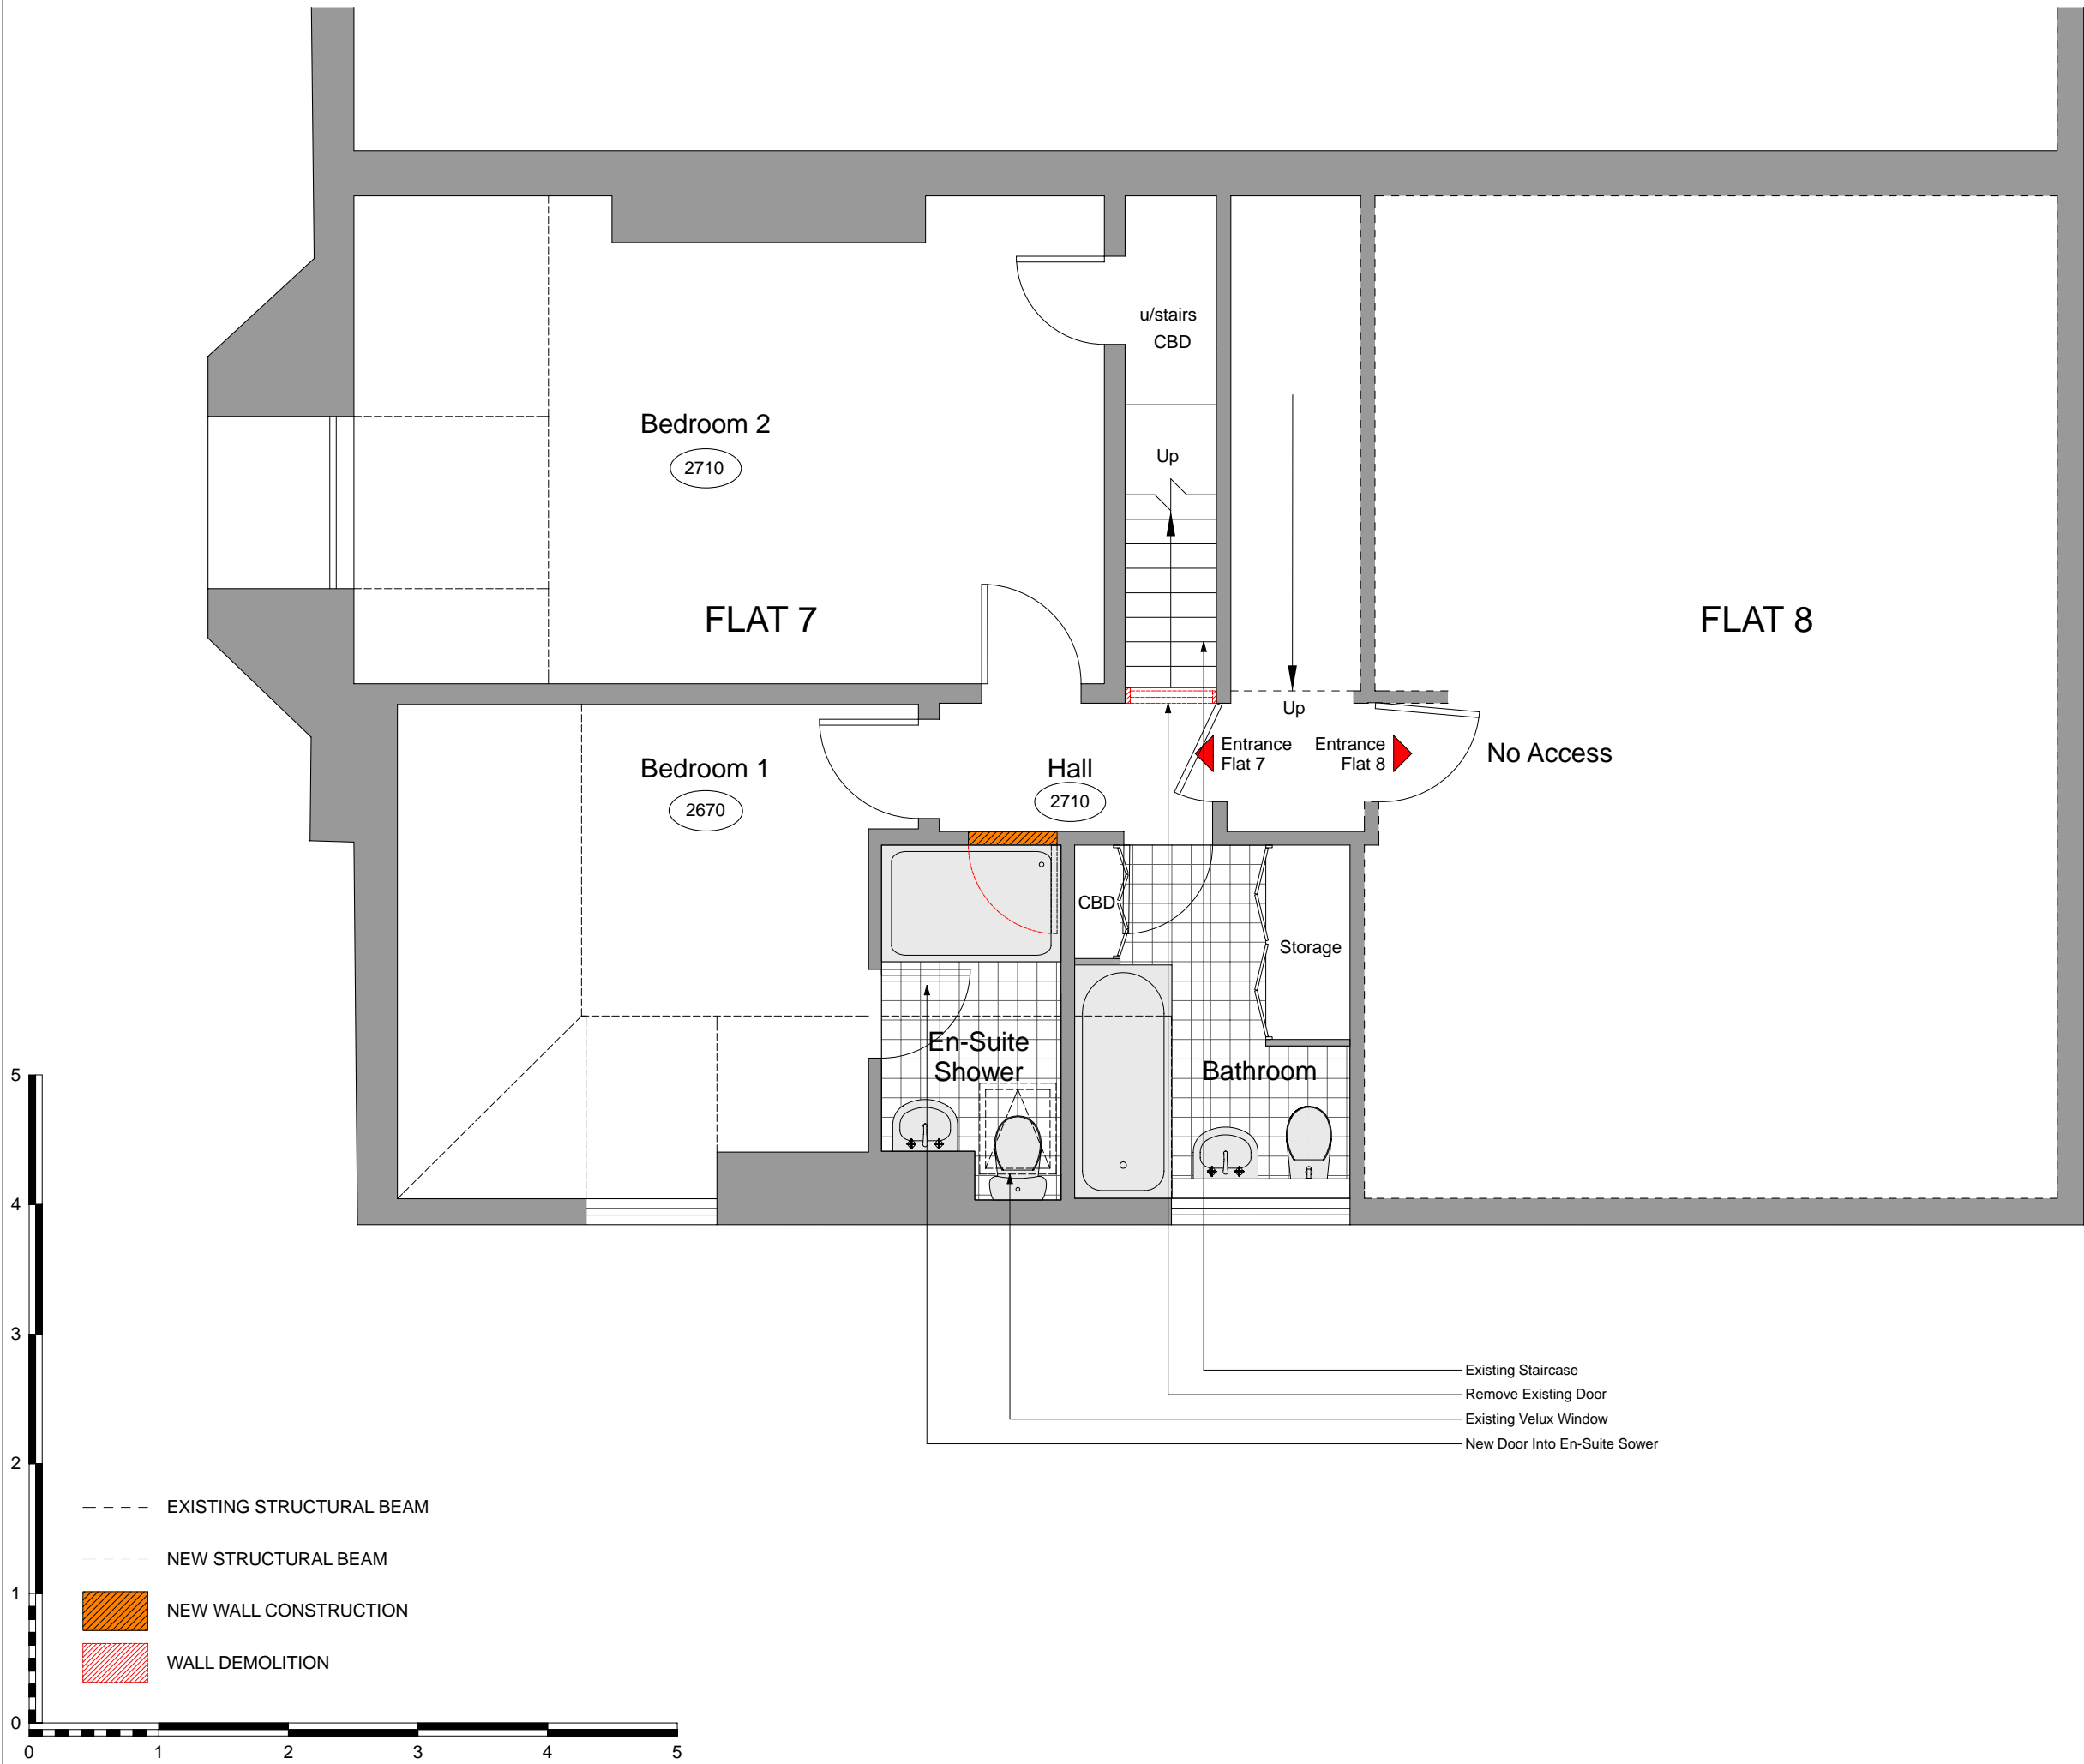 u/stairs
CBD
Bedroom 2
2710
Up
FLAT 7
FLAT 8
Up
Entrance
Flat 7
Entrance
Flat 8
No Access
Bedroom 1
2670
Hall
2710
CBD
Storage
En-Suite
Shower
Bathroom
Existing Staircase
Remove Existing Door
Existing Velux Window
New Door Into En-Suite Sower
5
4
3
2
1
0
EXISTING STRUCTURAL BEAM
NEW STRUCTURAL BEAM
NEW WALL CONSTRUCTION
WALL DEMOLITION
0 1 2 3 4 5